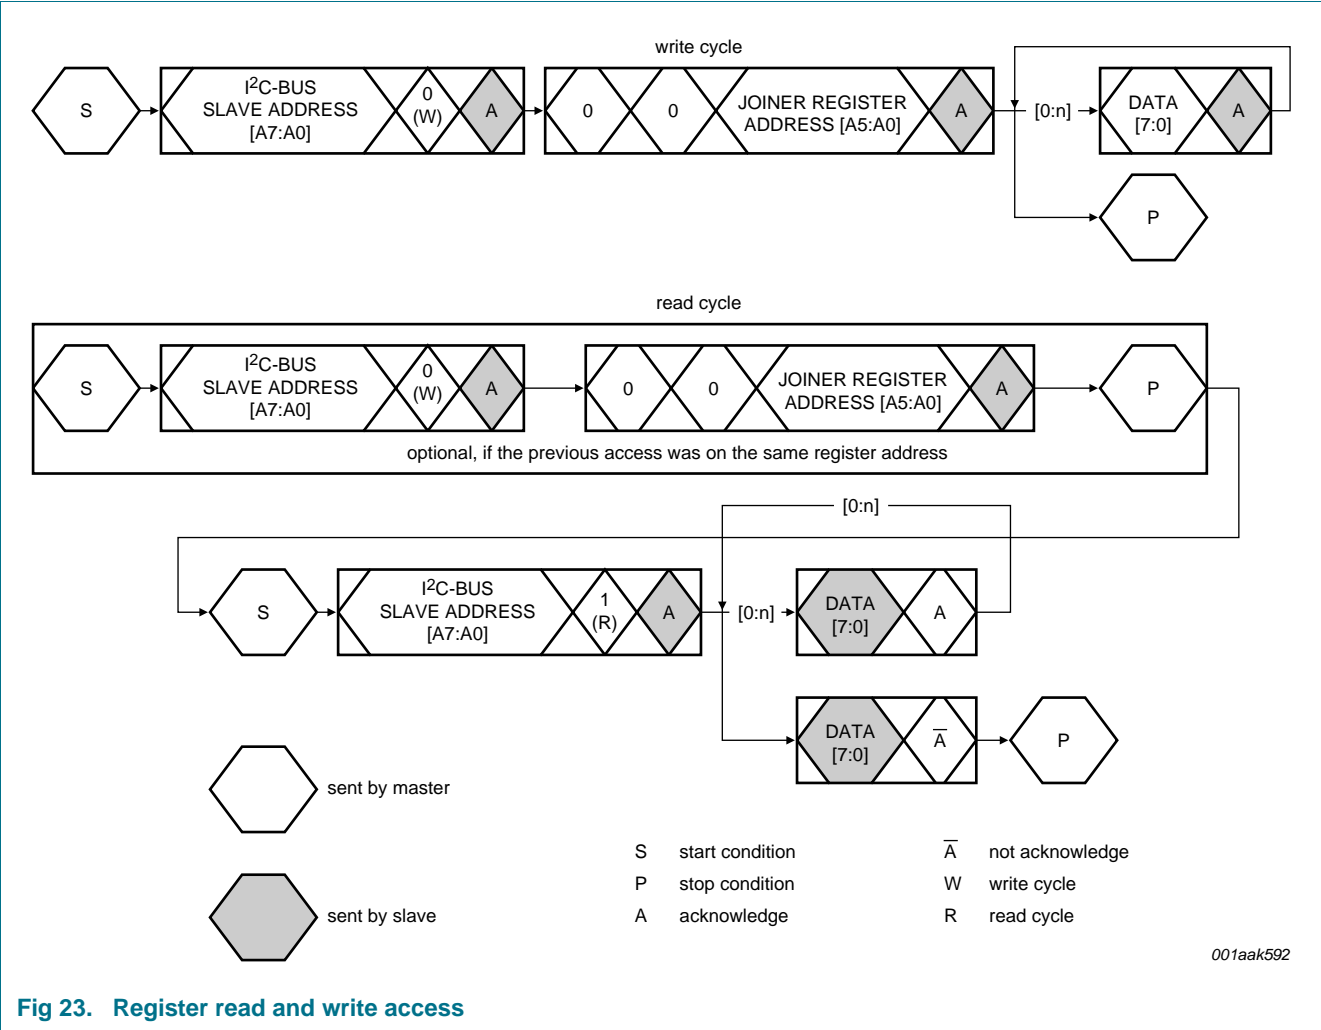 write cycle
S
I2C-BUS
SLAVE ADDRESS
[A7:A0]
0
(W)
A
0
0
JOINER REGISTER
ADDRESS [A5:A0]
A
[0:n]
DATA
[7:0]
A
P
read cycle
S
I2C-BUS
SLAVE ADDRESS
[A7:A0]
0
(W)
A
0
0
JOINER REGISTER
ADDRESS [A5:A0]
A
P
optional, if the previous access was on the same register address
[0:n]
S
I2C-BUS
SLAVE ADDRESS
[A7:A0]
1
(R)
A
[0:n]
DATA
[7:0]
A
DATA
[7:0]
A̅
P
sent by master
sent by slave
S start condition
P stop condition
A acknowledge
A̅ not acknowledge
W write cycle
R read cycle
001aak592
Fig 23. Register read and write access